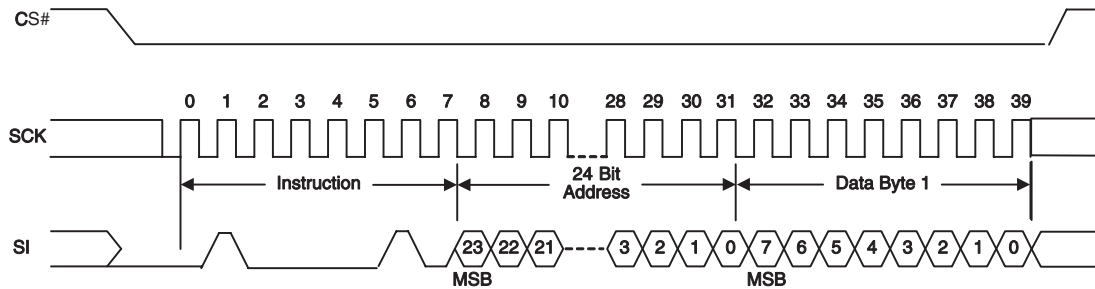 CS#
0 1 2 3 4 5 6 7 8 9 10 28 29 30 31 32 33 34 35 36 37 38 39
SCK
Instruction 24 Bit Address Data Byte 1
SI 23 22 21 3 2 1 0 7 6 5 4 3 2 1 0
MSB MSB